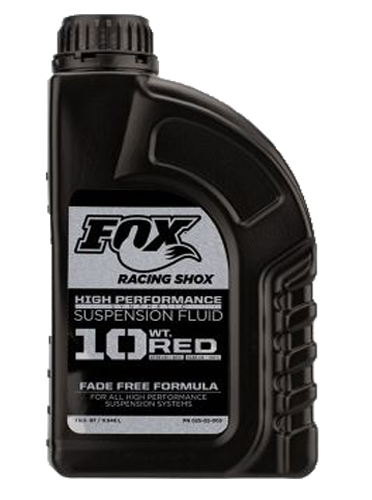 FOX
RACING SHOX
HIGH PERFORMANCE
SYNTHETIC
SUSPENSION FLUID
10 WT. RED
FADE FREE FORMULA
FOR ALL HIGH PERFORMANCE
SUSPENSION SYSTEMS